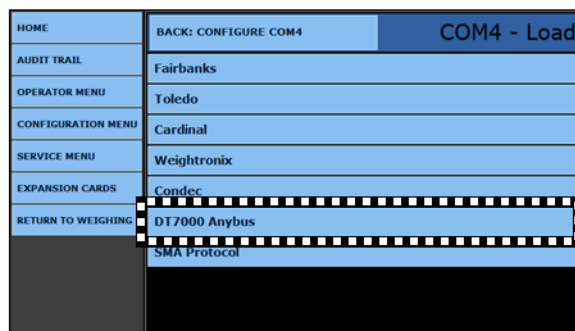 HOME
AUDIT TRAIL
OPERATOR MENU
CONFIGURATION MENU
SERVICE MENU
EXPANSION CARDS
RETURN TO WEIGHING
BACK: CONFIGURE COM4
COM4 - Load
Fairbanks
Toledo
Cardinal
Weightronix
Condec
DT7000 Anybus
SMA Protocol